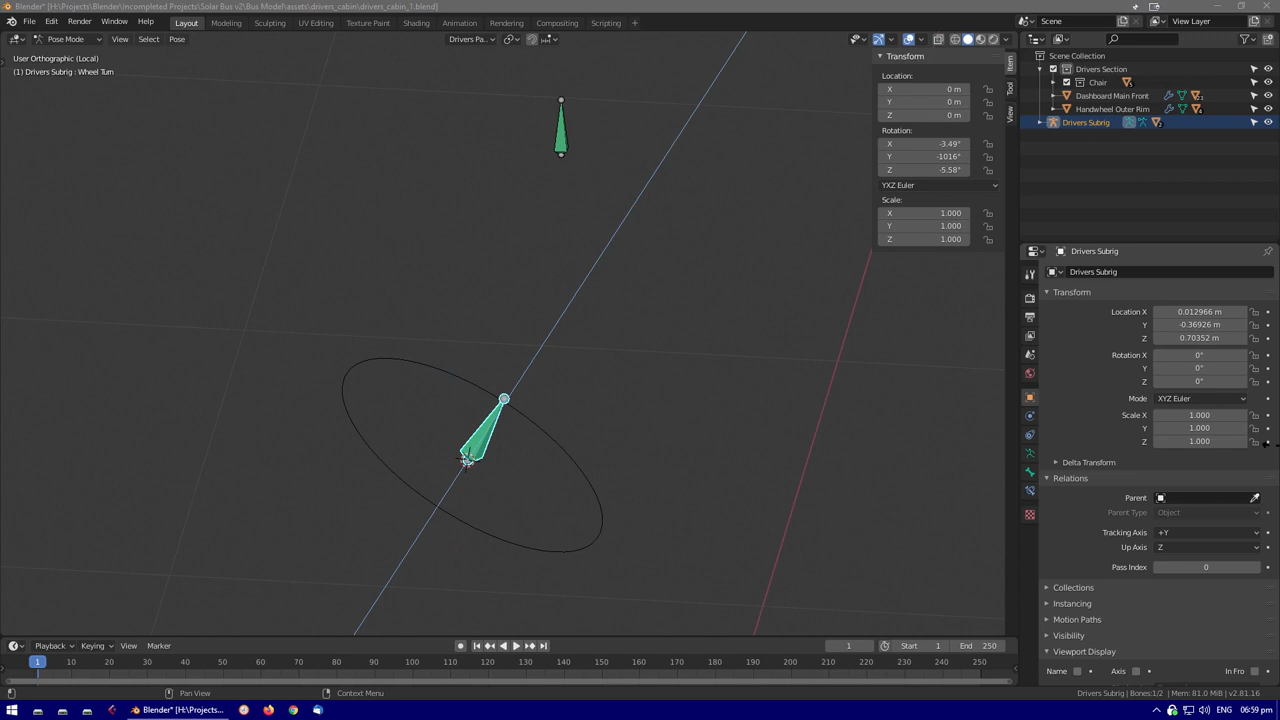 Blender* [H:\Projects\Blender\Incompleted Projects\Solar Bus v2\Bus Model\assets\drivers_cabin\drivers_cabin_1.blend]
File Edit Render Window Help Layout Modeling Sculpting UV Editing Texture Paint Shading Animation Rendering Compositing Scripting Scene View Layer
Pose Mode View Select Pose Drivers Pa...
User Orthographic (Local)
(1) Drivers Subrig : Wheel Turn
Transform
Location:
X 0 m
Y 0 m
Z 0 m
Rotation:
X -3.49°
Y -1016°
Z -5.58°
YXZ Euler
Scale:
X 1.000
Y 1.000
Z 1.000
Item
Tool
View
Scene Collection
Drivers Section
Chair
Dashboard Main Front
Handwheel Outer Rim
Drivers Subrig
Drivers Subrig
Drivers Subrig
Transform
Location X 0.012966 m
Y -0.36926 m
Z 0.70352 m
Rotation X 0°
Y 0°
Z 0°
Mode XYZ Euler
Scale X 1.000
Y 1.000
Z 1.000
Delta Transform
Relations
Parent
Parent Type Object
Tracking Axis +Y
Up Axis Z
Pass Index 0
Collections
Instancing
Motion Paths
Visibility
Viewport Display
Name Axis In Fro
Playback Keying View Marker 1 Start 1 End 250
1 10 20 30 40 50 60 70 80 90 100 110 120 130 140 150 160 170 180 190 200 210 220 230 240 250
Pan View Context Menu Drivers Subrig | Bones:1/2 | Mem: 81.0 MiB | v2.81.16
Blender* [H:\Projects... ENG 06:59 pm